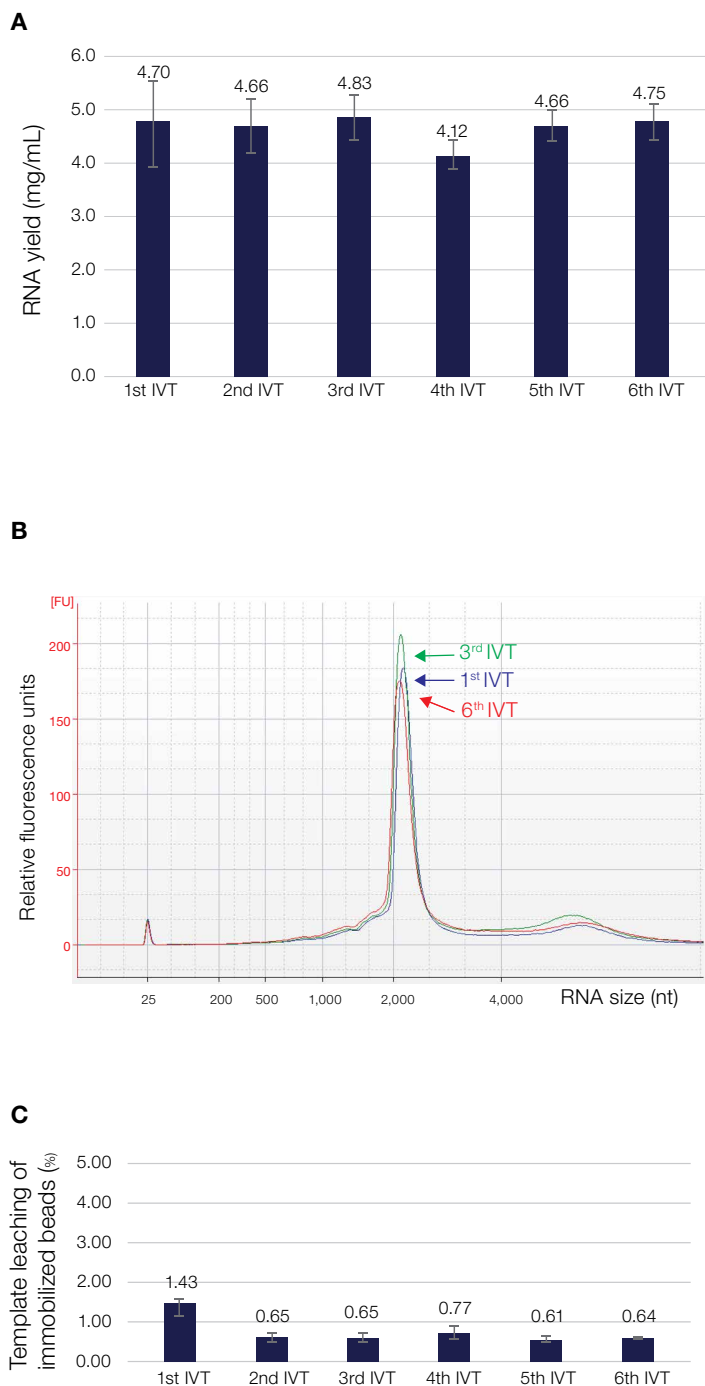 A
6.0
5.0
4.0
3.0
2.0
1.0
0.0
RNA yield (mg/mL)
4.70
4.66
4.83
4.12
4.66
4.75
1st IVT 2nd IVT 3rd IVT 4th IVT 5th IVT 6th IVT
B
[FU]
200
150
100
50
0
Relative fluorescence units
3rd IVT
1st IVT
6th IVT
25 200 500 1,000 2,000 4,000 RNA size (nt)
C
Template leaching of
immobilized beads (%)
5.00
4.00
3.00
2.00
1.00
0.00
1.43
0.65
0.65
0.77
0.61
0.64
1st IVT 2nd IVT 3rd IVT 4th IVT 5th IVT 6th IVT